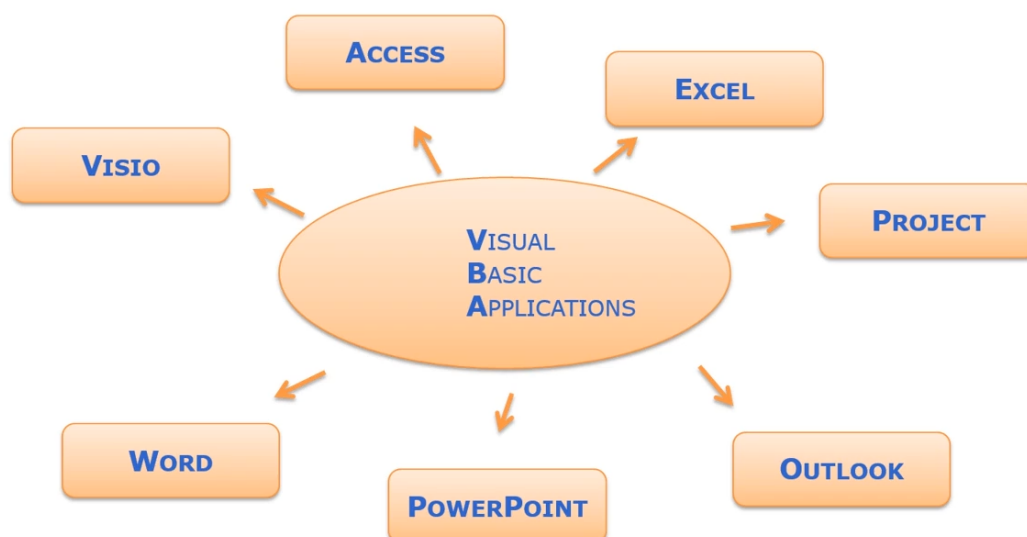 ACCESS
EXCEL
VISIO
PROJECT
VISUAL
BASIC
APPLICATIONS
WORD
OUTLOOK
POWERPOINT